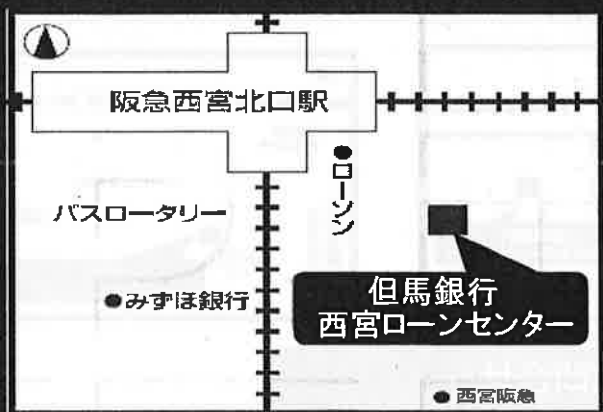 阪急西宮北口駅
ローソン
バスロータリー
みずほ銀行
但馬銀行
西宮ローンセンター
西宮阪急